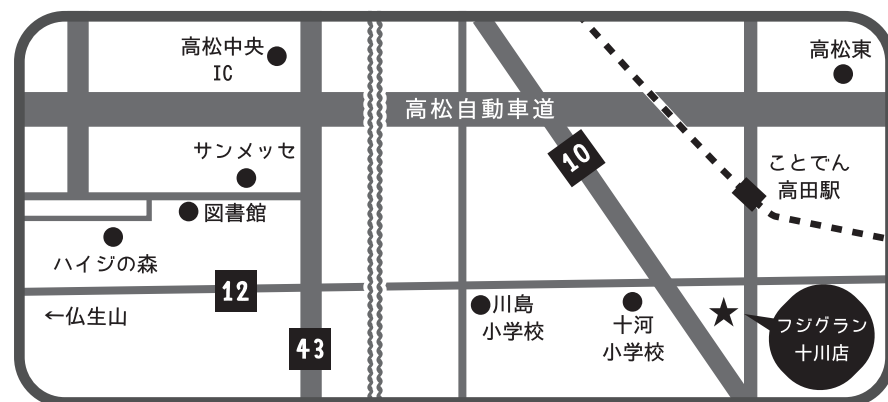 高松中央
IC
高松東
高松自動車道
サンメッセ
10
ことでん
高田駅
図書館
ハイジの森
12
←仏生山
43
川島
小学校
十河
小学校
フジグラン
十川店